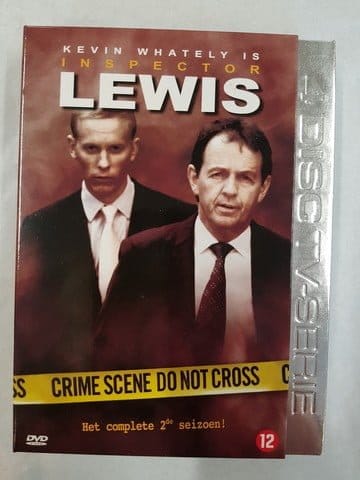 KEVIN WHATELY IS
INSPECTOR
LEWIS
SS CRIME SCENE DO NOT CROSS C
Het complete 2de seizoen!
DVD
12
DISC TV-SERIE